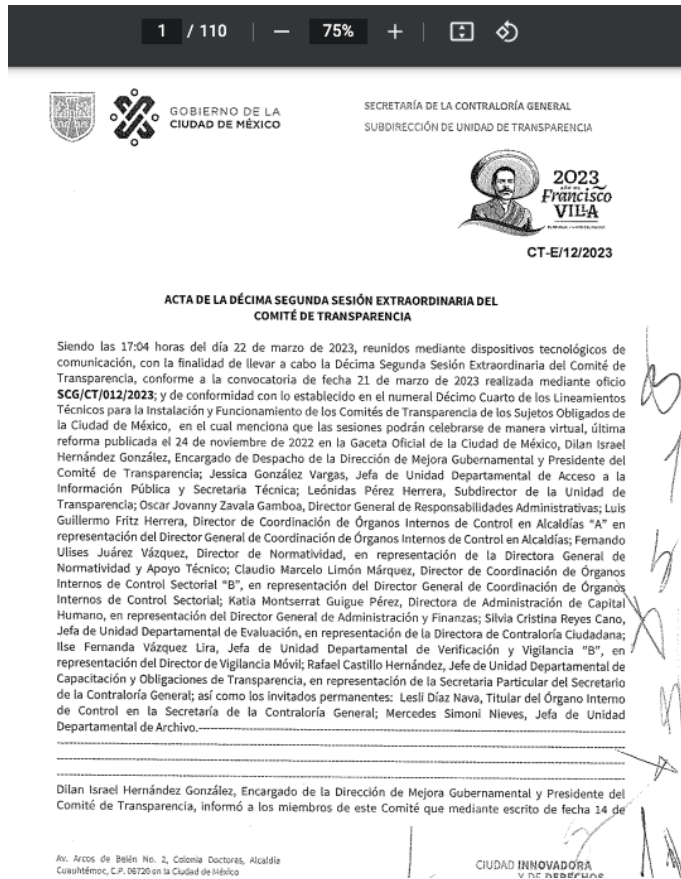 1 / 110 — 75% +
GOBIERNO DE LA
CIUDAD DE MÉXICO
SECRETARÍA DE LA CONTRALORÍA GENERAL
SUBDIRECCIÓN DE UNIDAD DE TRANSPARENCIA
2023
Francisco
VILLA
CT-E/12/2023
ACTA DE LA DÉCIMA SEGUNDA SESIÓN EXTRAORDINARIA DEL
COMITÉ DE TRANSPARENCIA
Siendo las 17:04 horas del día 22 de marzo de 2023, reunidos mediante dispositivos tecnológicos de
comunicación, con la finalidad de llevar a cabo la Décima Segunda Sesión Extraordinaria del Comité de
Transparencia, conforme a la convocatoria de fecha 21 de marzo de 2023 realizada mediante oficio
SCG/CT/012/2023; y de conformidad con lo establecido en el numeral Décimo Cuarto de los Lineamientos
Técnicos para la Instalación y Funcionamiento de los Comités de Transparencia de los Sujetos Obligados de
la Ciudad de México, en el cual menciona que las sesiones podrán celebrarse de manera virtual, última
reforma publicada el 24 de noviembre de 2022 en la Gaceta Oficial de la Ciudad de México, Dilan Israel
Hernández González, Encargado de Despacho de la Dirección de Mejora Gubernamental y Presidente del
Comité de Transparencia; Jessica González Vargas, Jefa de Unidad Departamental de Acceso a la
Información Pública y Secretaria Técnica; Leónidas Pérez Herrera, Subdirector de la Unidad de
Transparencia; Oscar Jovanny Zavala Gamboa, Director General de Responsabilidades Administrativas; Luis
Guillermo Fritz Herrera, Director de Coordinación de Órganos Internos de Control en Alcaldías “A” en
representación del Director General de Coordinación de Órganos Internos de Control en Alcaldías; Fernando
Ulises Juárez Vázquez, Director de Normatividad, en representación de la Directora General de
Normatividad y Apoyo Técnico; Claudio Marcelo Limón Márquez, Director de Coordinación de Órganos
Internos de Control Sectorial “B”, en representación del Director General de Coordinación de Órganos
Internos de Control Sectorial; Katia Montserrat Guigue Pérez, Directora de Administración de Capital
Humano, en representación del Director General de Administración y Finanzas; Silvia Cristina Reyes Cano,
Jefa de Unidad Departamental de Evaluación, en representación de la Directora de Contraloría Ciudadana;
Ilse Fernanda Vázquez Lira, Jefa de Unidad Departamental de Verificación y Vigilancia “B”, en
representación del Director de Vigilancia Móvil; Rafael Castillo Hernández, Jefe de Unidad Departamental de
Capacitación y Obligaciones de Transparencia, en representación de la Secretaria Particular del Secretario
de la Contraloría General; así como los invitados permanentes: Lesli Díaz Nava, Titular del Órgano Interno
de Control en la Secretaría de la Contraloría General; Mercedes Simoni Nieves, Jefa de Unidad
Departamental de Archivo.
Dilan Israel Hernández González, Encargado de la Dirección de Mejora Gubernamental y Presidente del
Comité de Transparencia, informó a los miembros de este Comité que mediante escrito de fecha 14 de
Av. Arcos de Belén No. 2, Colonia Doctores, Alcaldía
Cuauhtémoc, C.P. 06720 en la Ciudad de México
CIUDAD INNOVADORA
Y DE DERECHOS